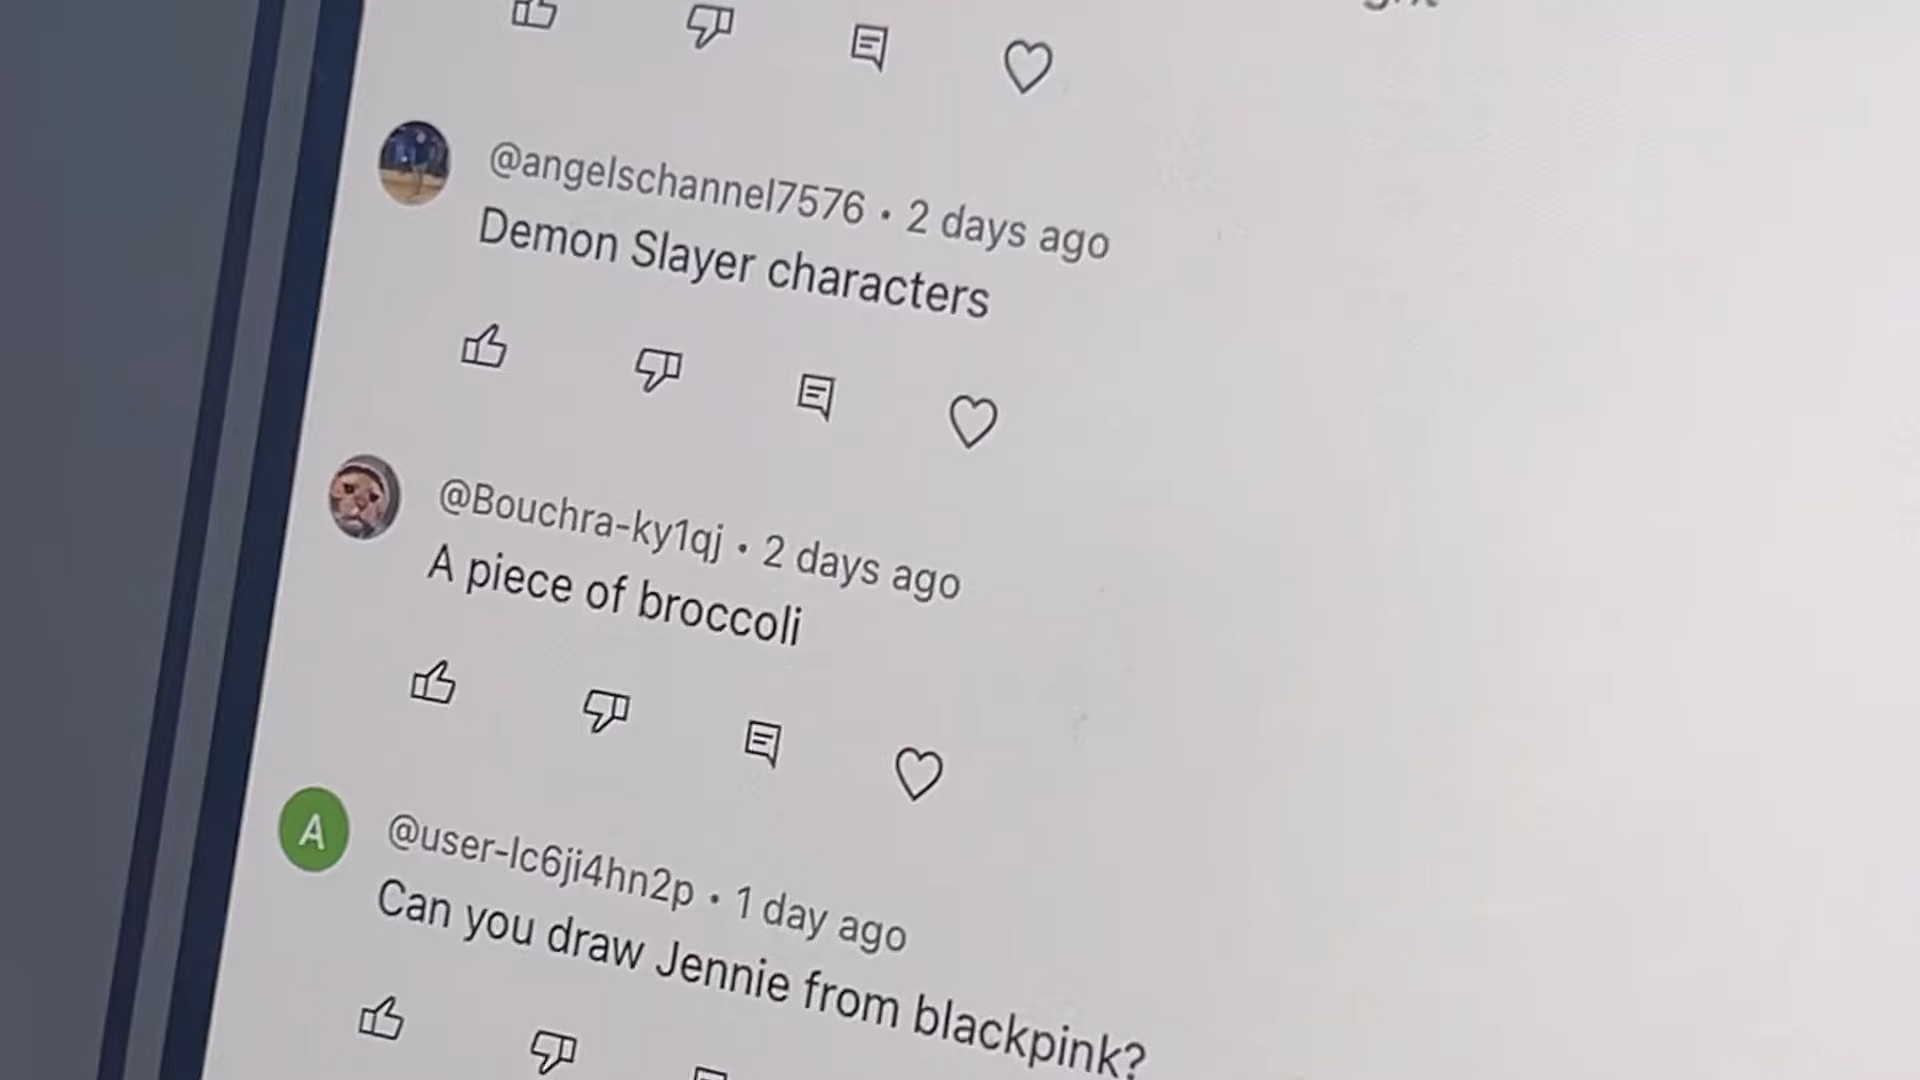 @angelschannel7576 • 2 days ago
Demon Slayer characters
@Bouchra-ky1qj • 2 days ago
A piece of broccoli
A
@user-lc6ji4hn2p • 1 day ago
Can you draw Jennie from blackpink?